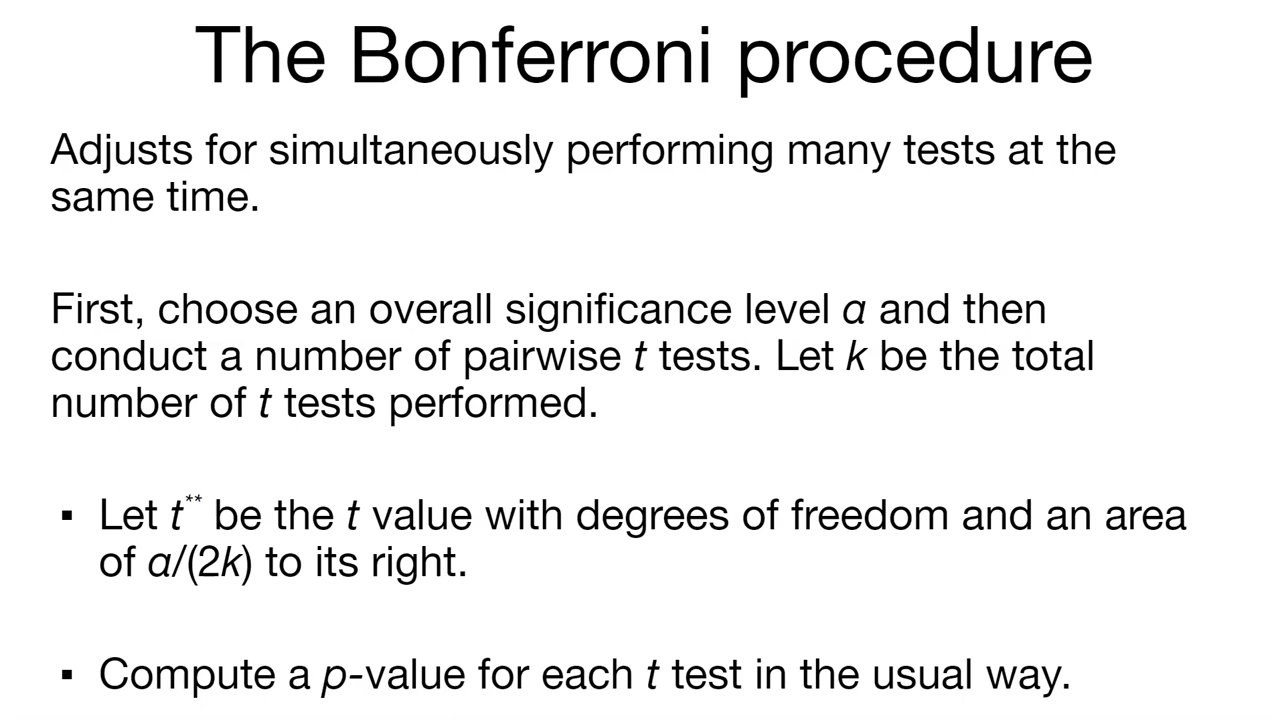 The Bonferroni procedure
Adjusts for simultaneously performing many tests at the
same time.
First, choose an overall significance level α and then
conduct a number of pairwise t tests. Let k be the total
number of t tests performed.
▪ Let t** be the t value with degrees of freedom and an area
of α/(2k) to its right.
▪ Compute a p-value for each t test in the usual way.